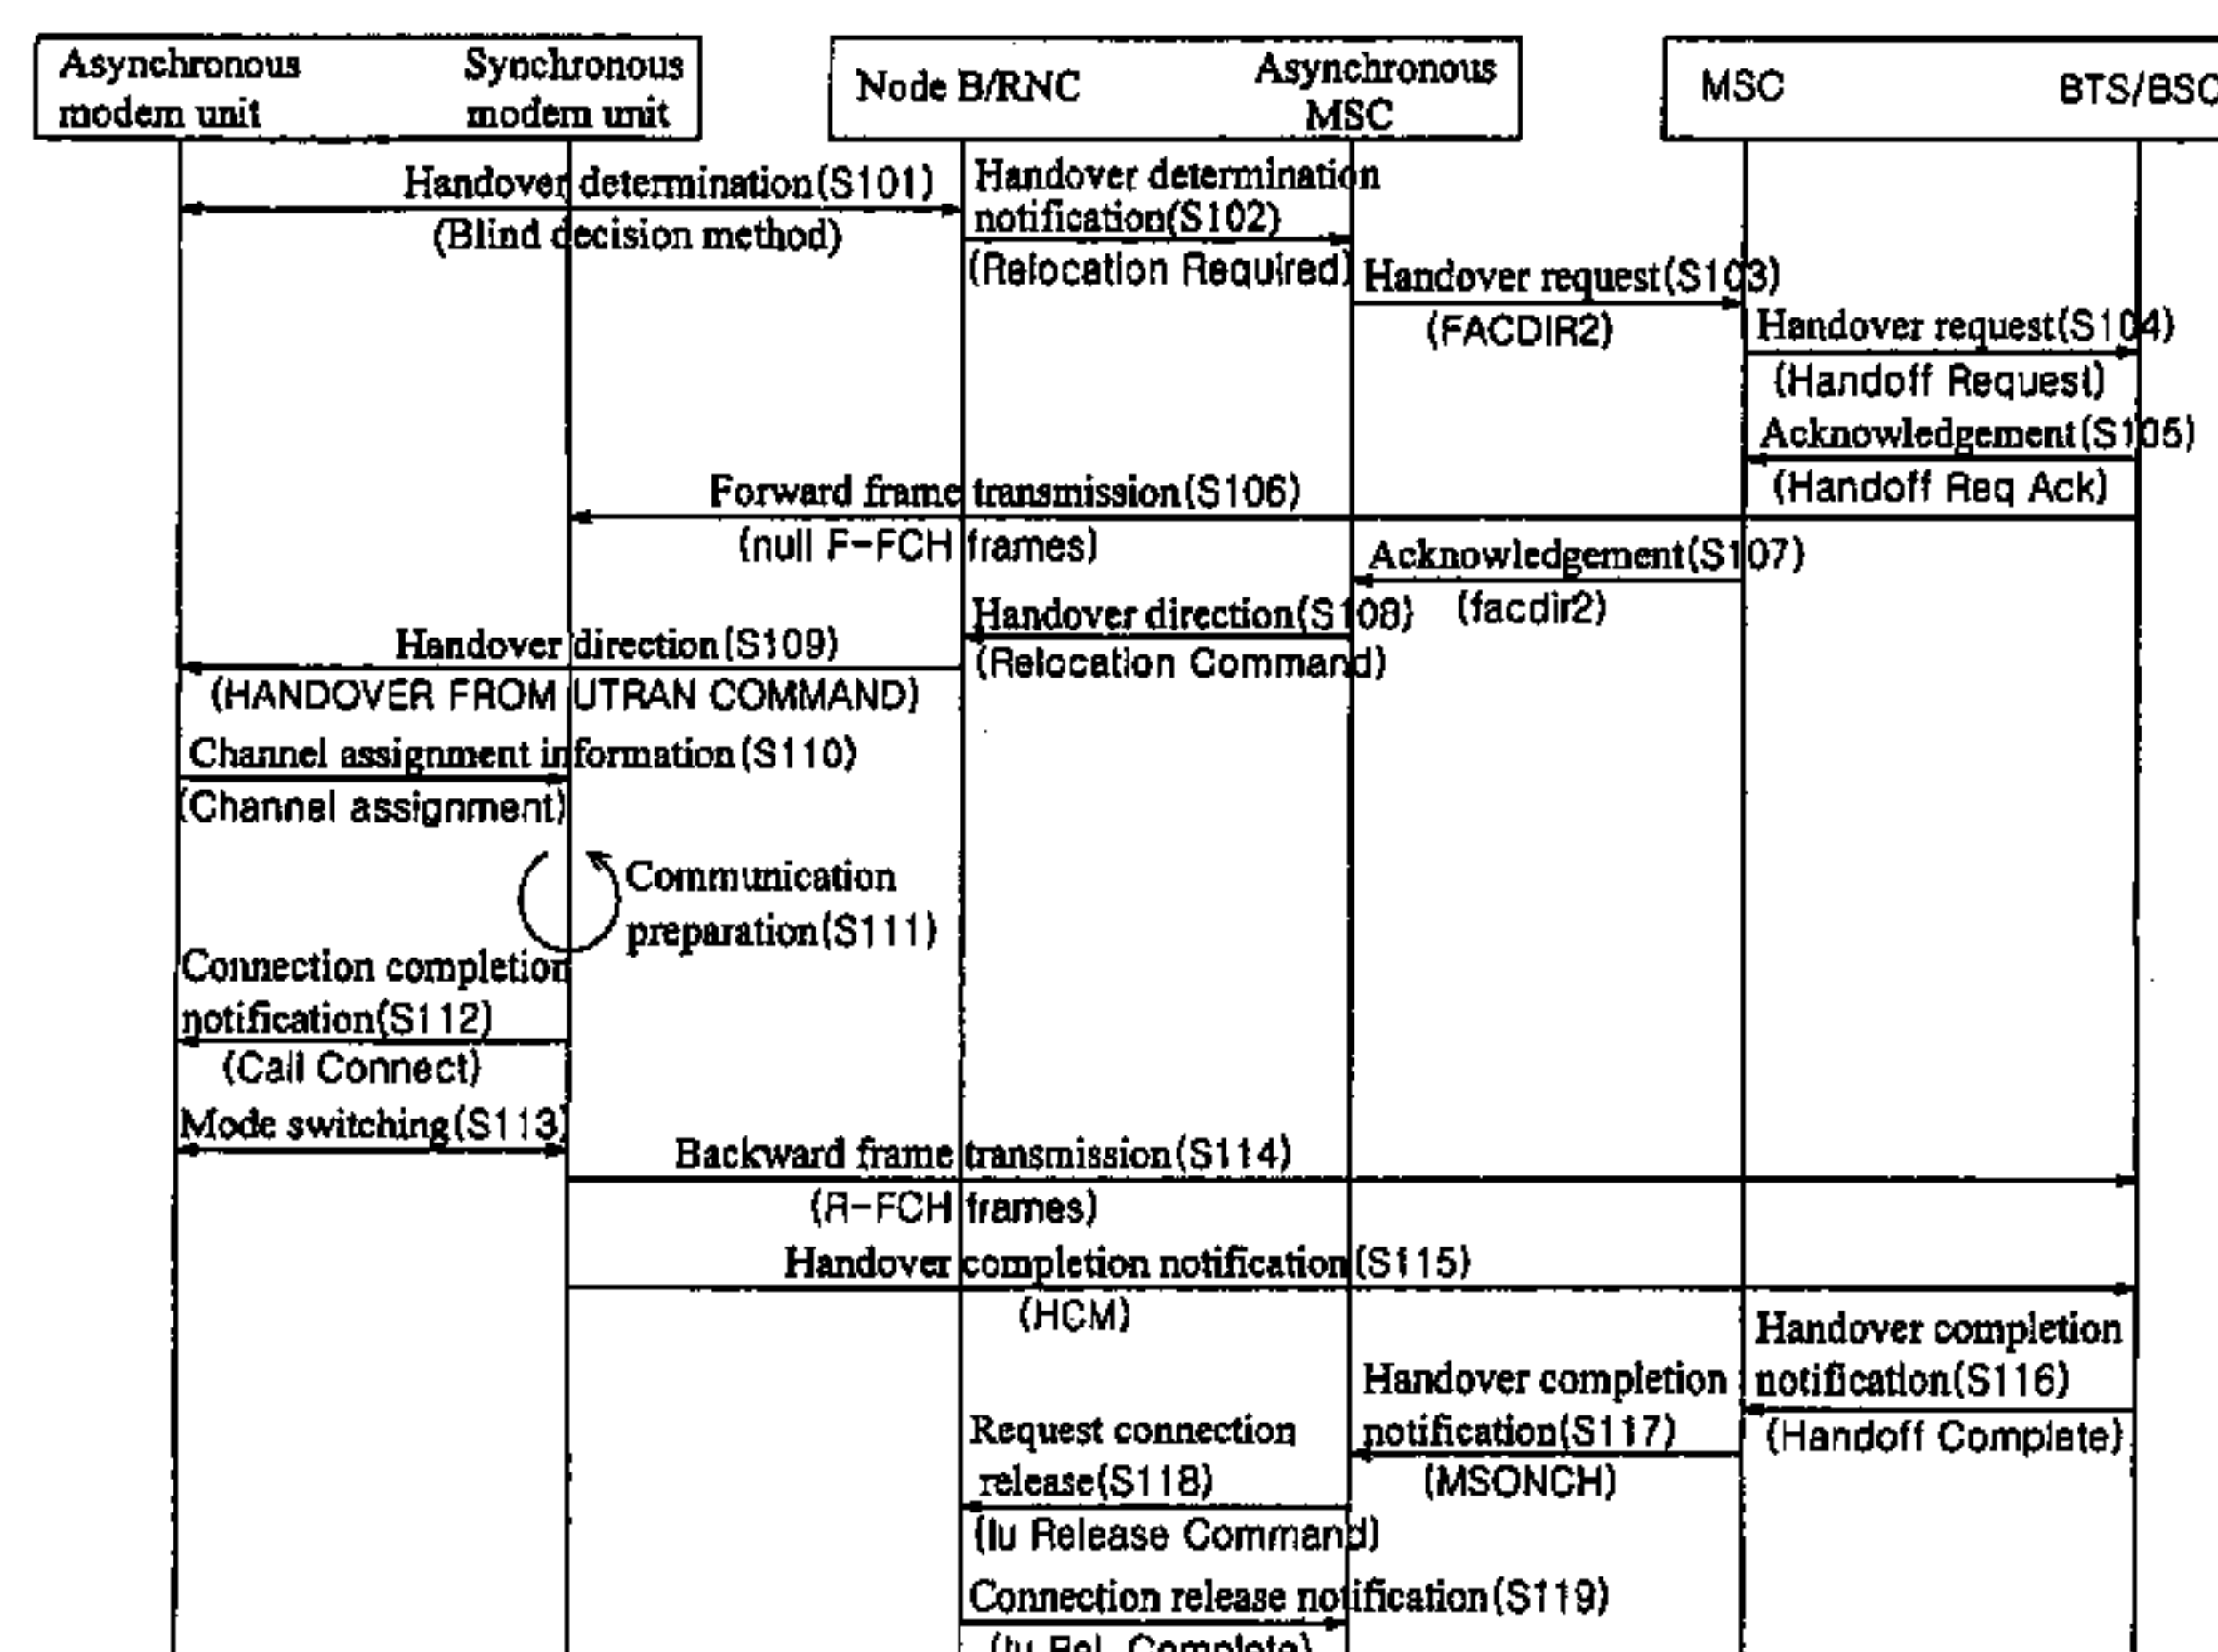 Asynchronous
modem unit
Synchronous
modem unit
Node B/RNC
Asynchronous
MSC
MSC
BTS/BSC
Handover determination(S101)
(Blind decision method)
Handover determination
notification(S102)
(Relocation Required)
Handover request(S103)
(FACDIR2)
Handover request(S104)
(Handoff Request)
Acknowledgement(S105)
(Handoff Req Ack)
Forward frame transmission(S106)
(null F-FCH frames)
Acknowledgement(S107)
(facdir2)
Handover direction(S108)
(Relocation Command)
Handover direction(S109)
(HANDOVER FROM UTRAN COMMAND)
Channel assignment information(S110)
(Channel assignment)
Communication
preparation(S111)
Connection completion
notification(S112)
(Call Connect)
Mode switching(S113)
Backward frame transmission(S114)
(R-FCH frames)
Handover completion notification(S115)
(HCM)
Handover completion
notification(S116)
(Handoff Complete)
Handover completion
notification(S117)
(MSONCH)
Request connection
release(S118)
(Iu Release Command)
Connection release notification(S119)
(Iu Rel. Complete)